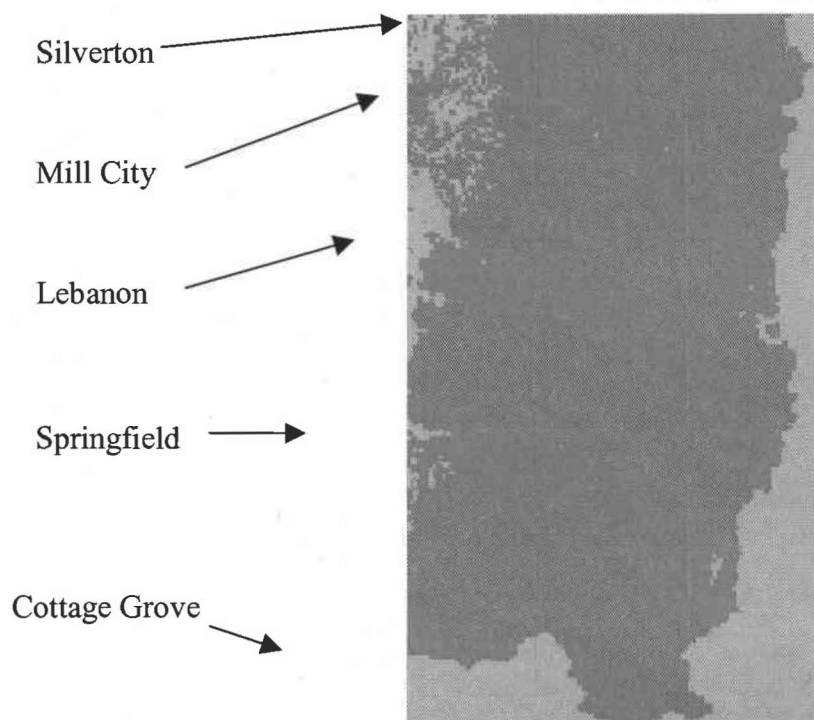 Silverton
Mill City
Lebanon
Springfield
Cottage Grove